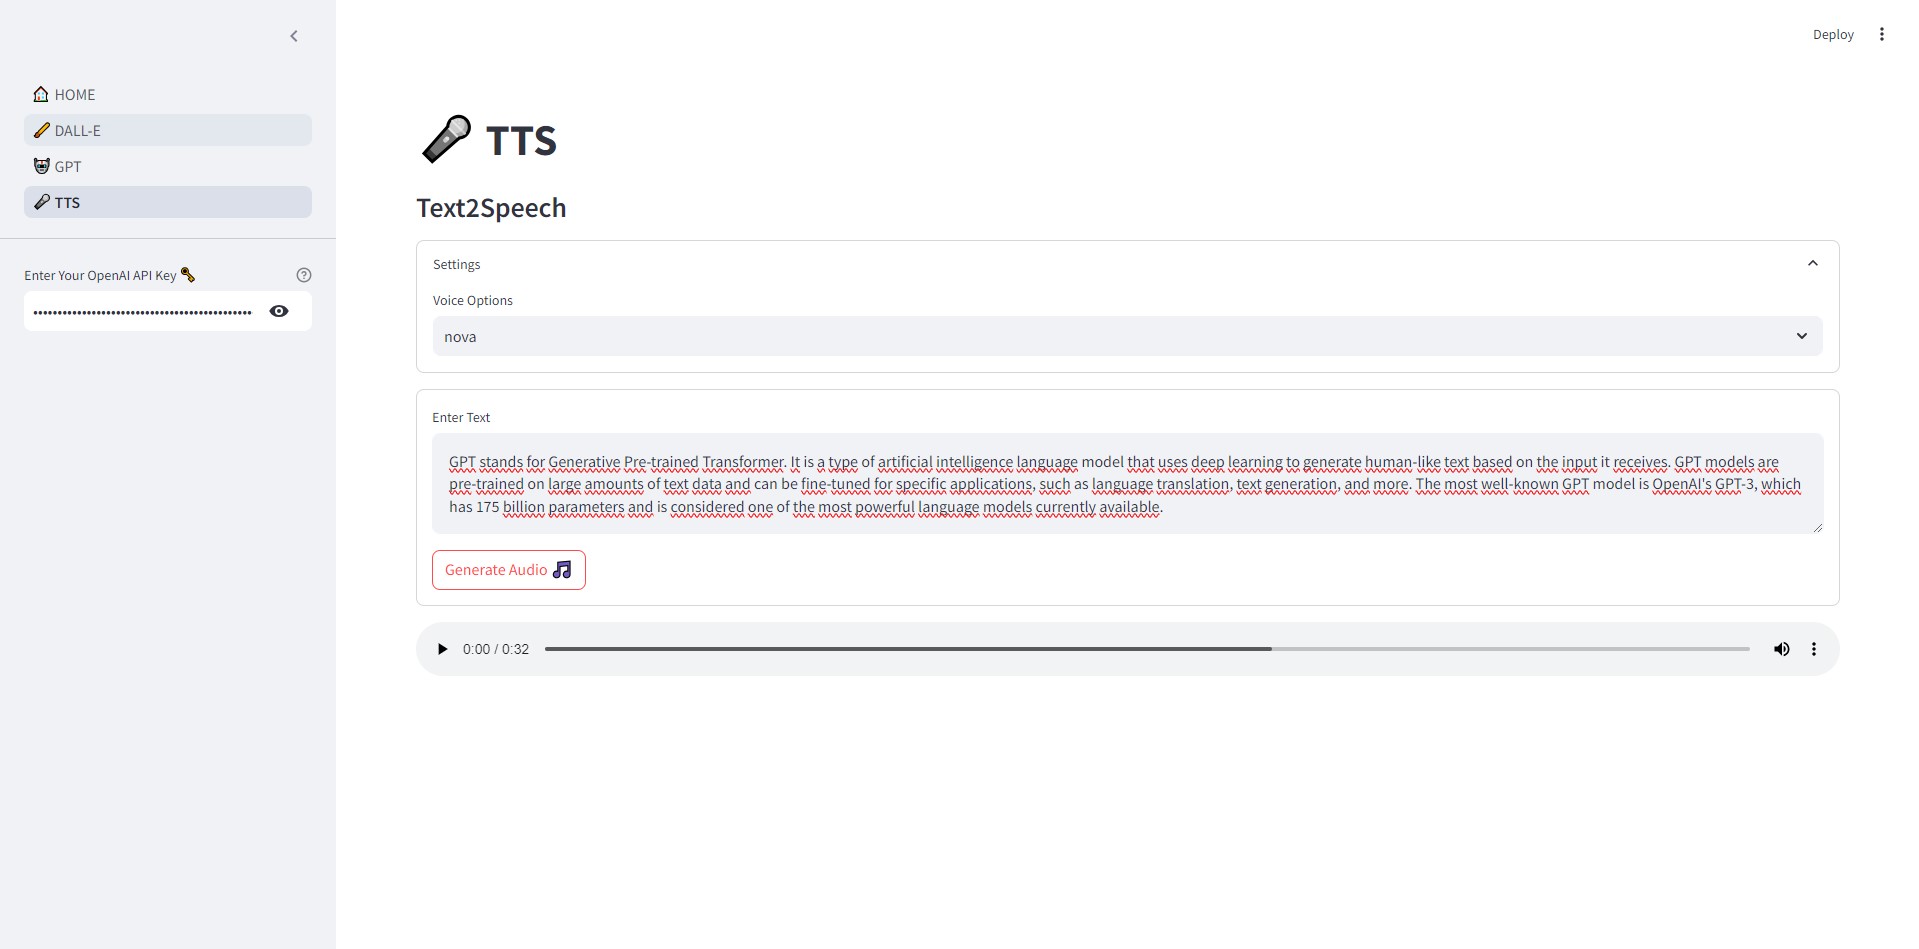 Deploy
HOME
DALL-E
GPT
TTS
Enter Your OpenAI API Key
TTS
Text2Speech
Settings
Voice Options
nova
Enter Text
GPT stands for Generative Pre-trained Transformer. It is a type of artificial intelligence language model that uses deep learning to generate human-like text based on the input it receives. GPT models are
pre-trained on large amounts of text data and can be fine-tuned for specific applications, such as language translation, text generation, and more. The most well-known GPT model is OpenAI's GPT-3, which
has 175 billion parameters and is considered one of the most powerful language models currently available.
Generate Audio
0:00 / 0:32